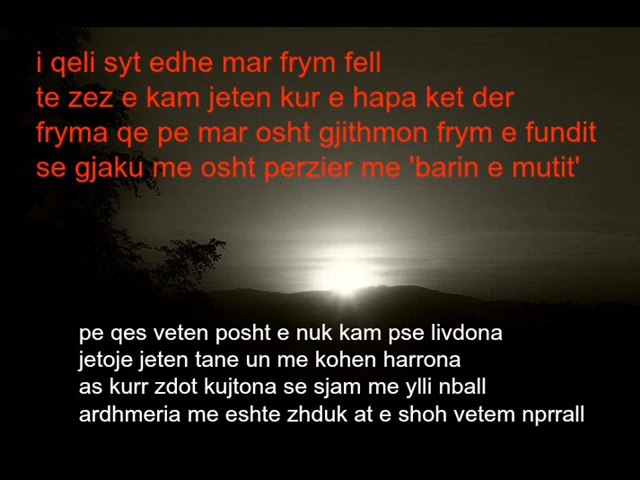 i qeli syt edhe mar frym fell
te zez e kam jeten kur e hapa ket der
fryma qe pe mar osht gjithmon frym e fundit
se gjaku me osht perzier me 'barin e mutit'
pe qes veten posht e nuk kam pse livdona
jetoje jeten tane un me kohen harrona
as kurr zdot kujtona se sjam me ylli nball
ardhmeria me eshte zhduk at e shoh vetem nprrall